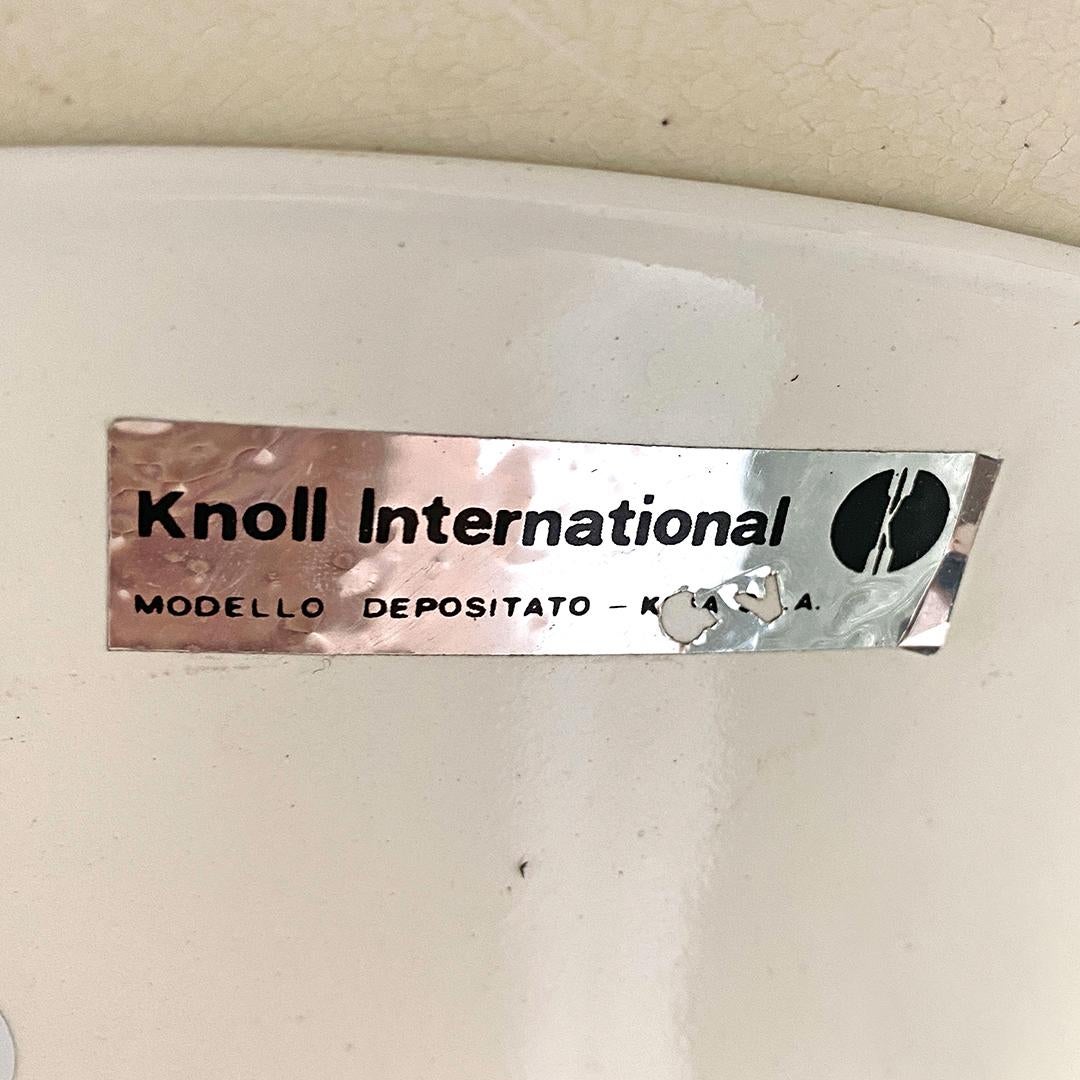 Knoll International
MODELLO DEPOSITATO –